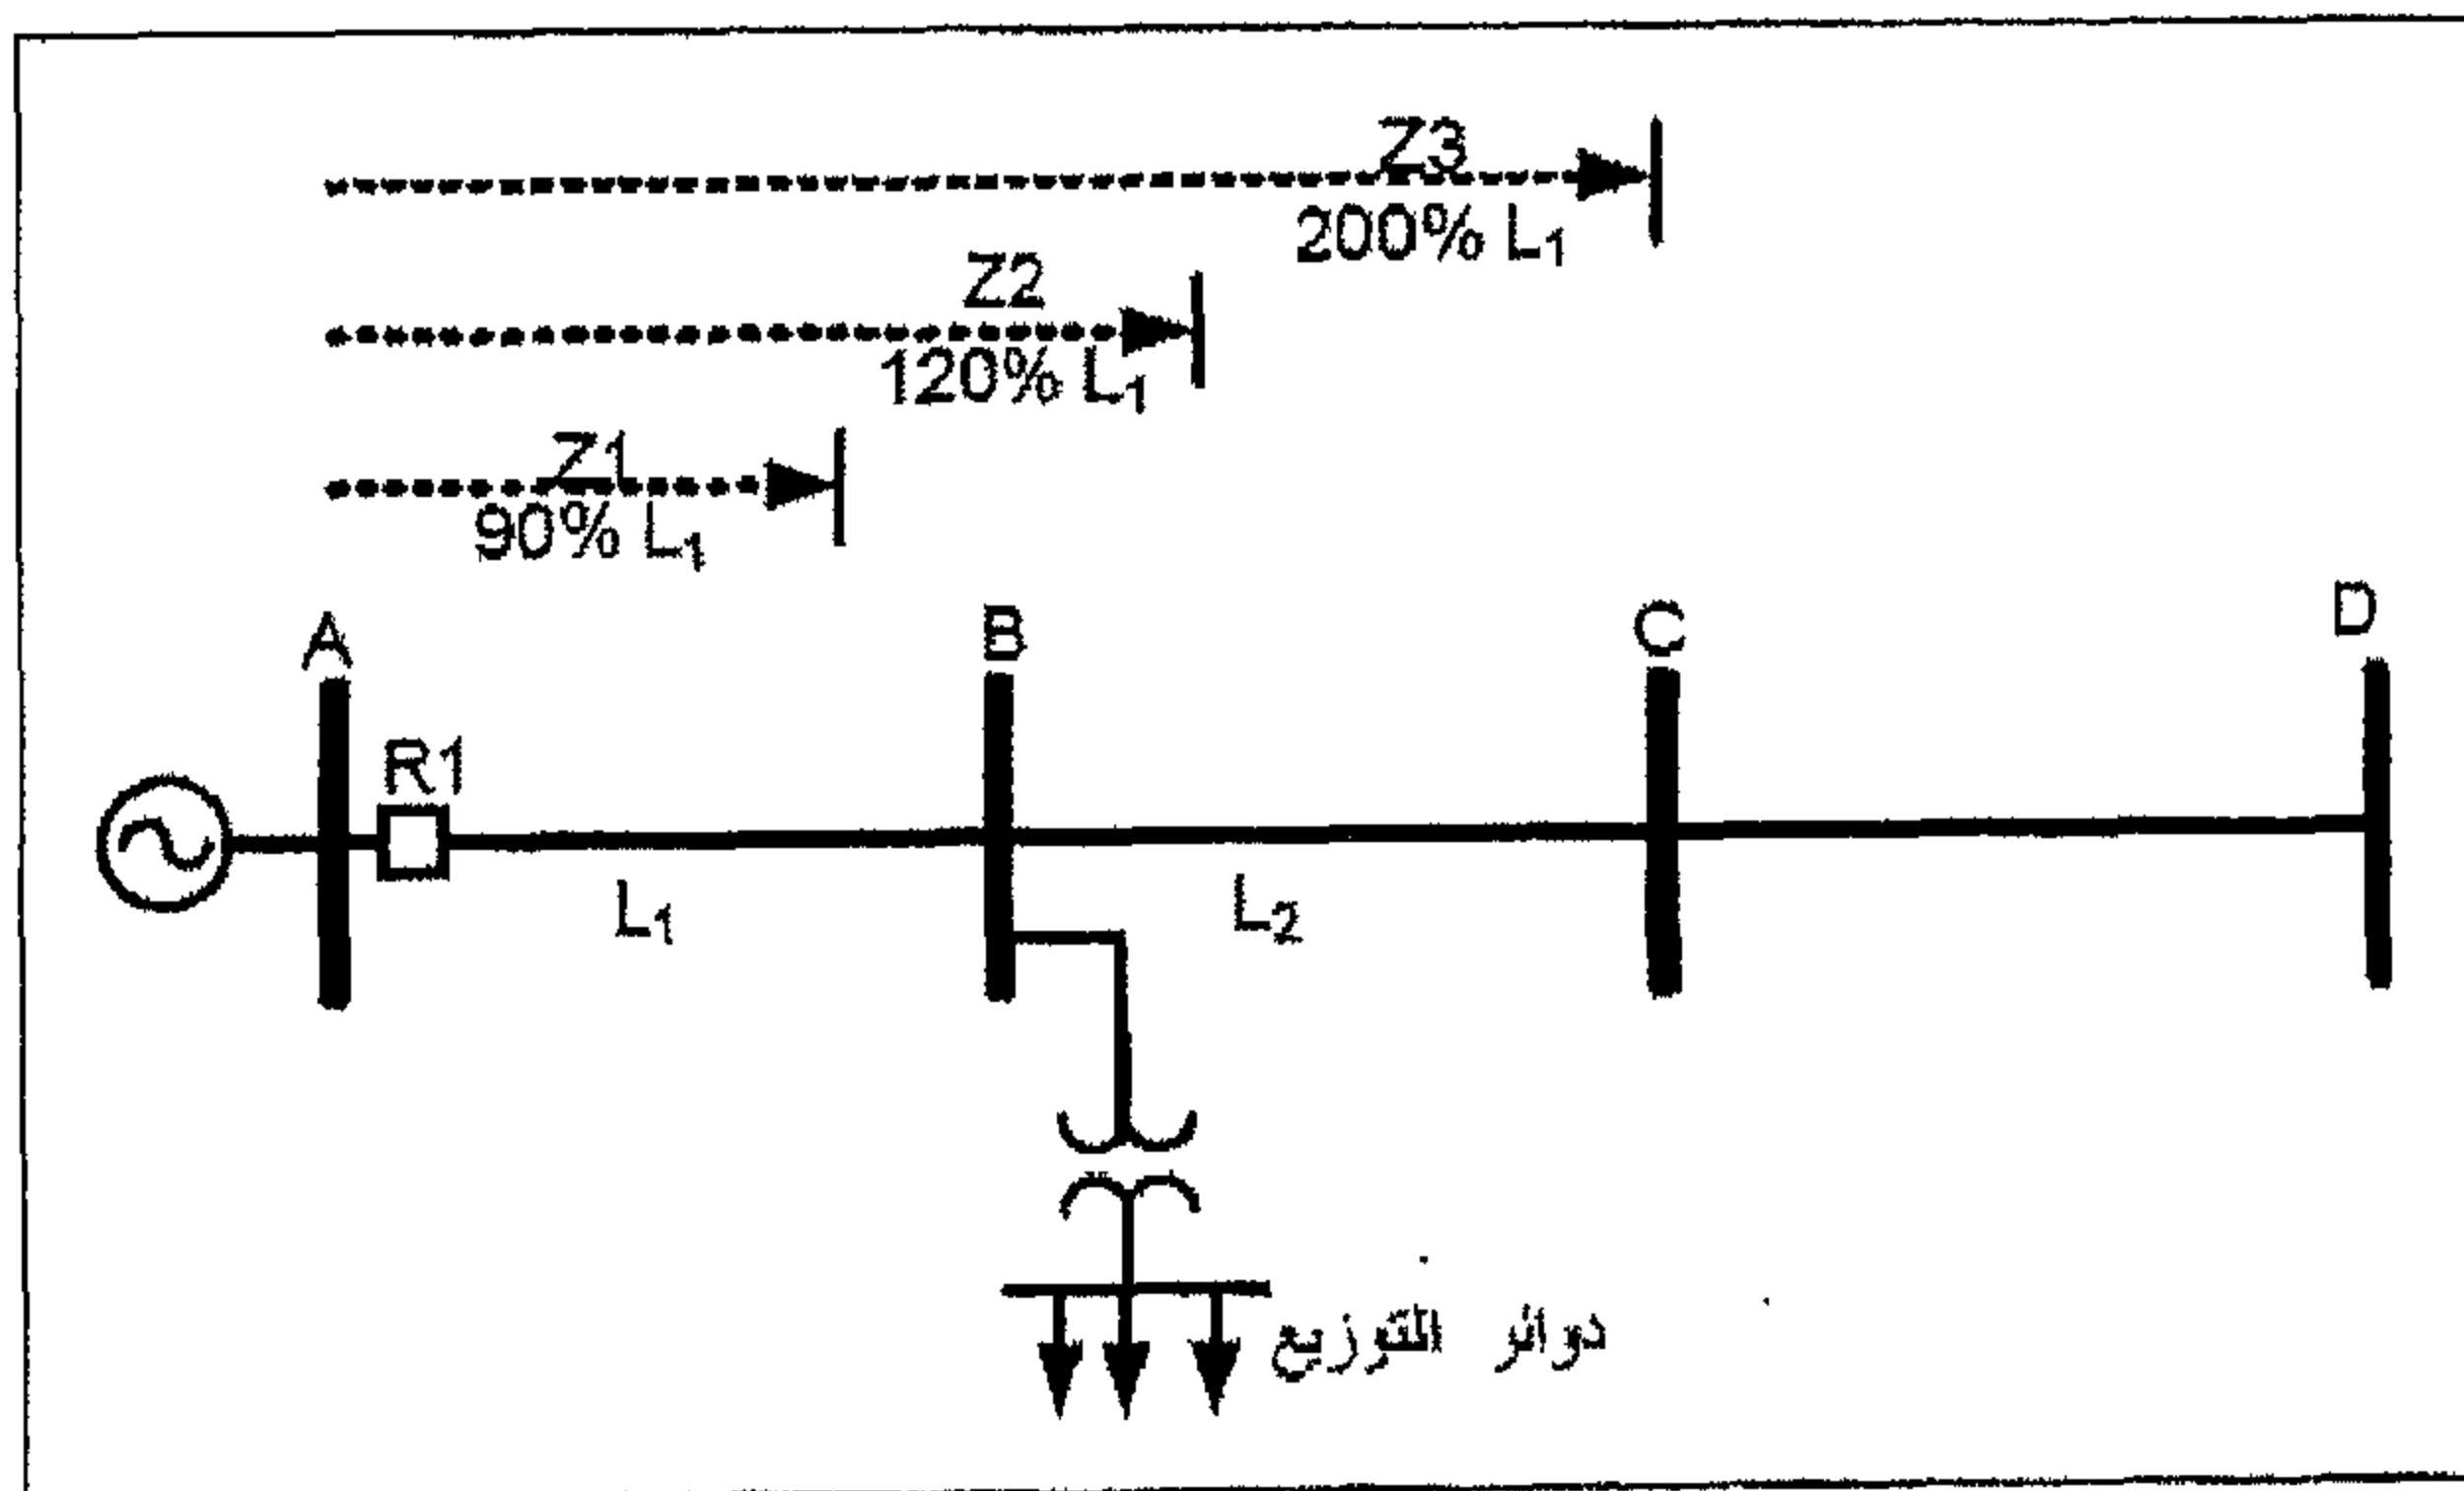 Z3
200% L₁
Z2
120% L₁
Z1
90% L₁
A
B
C
D
R1
L₁
L₂
دوائر التوزيع